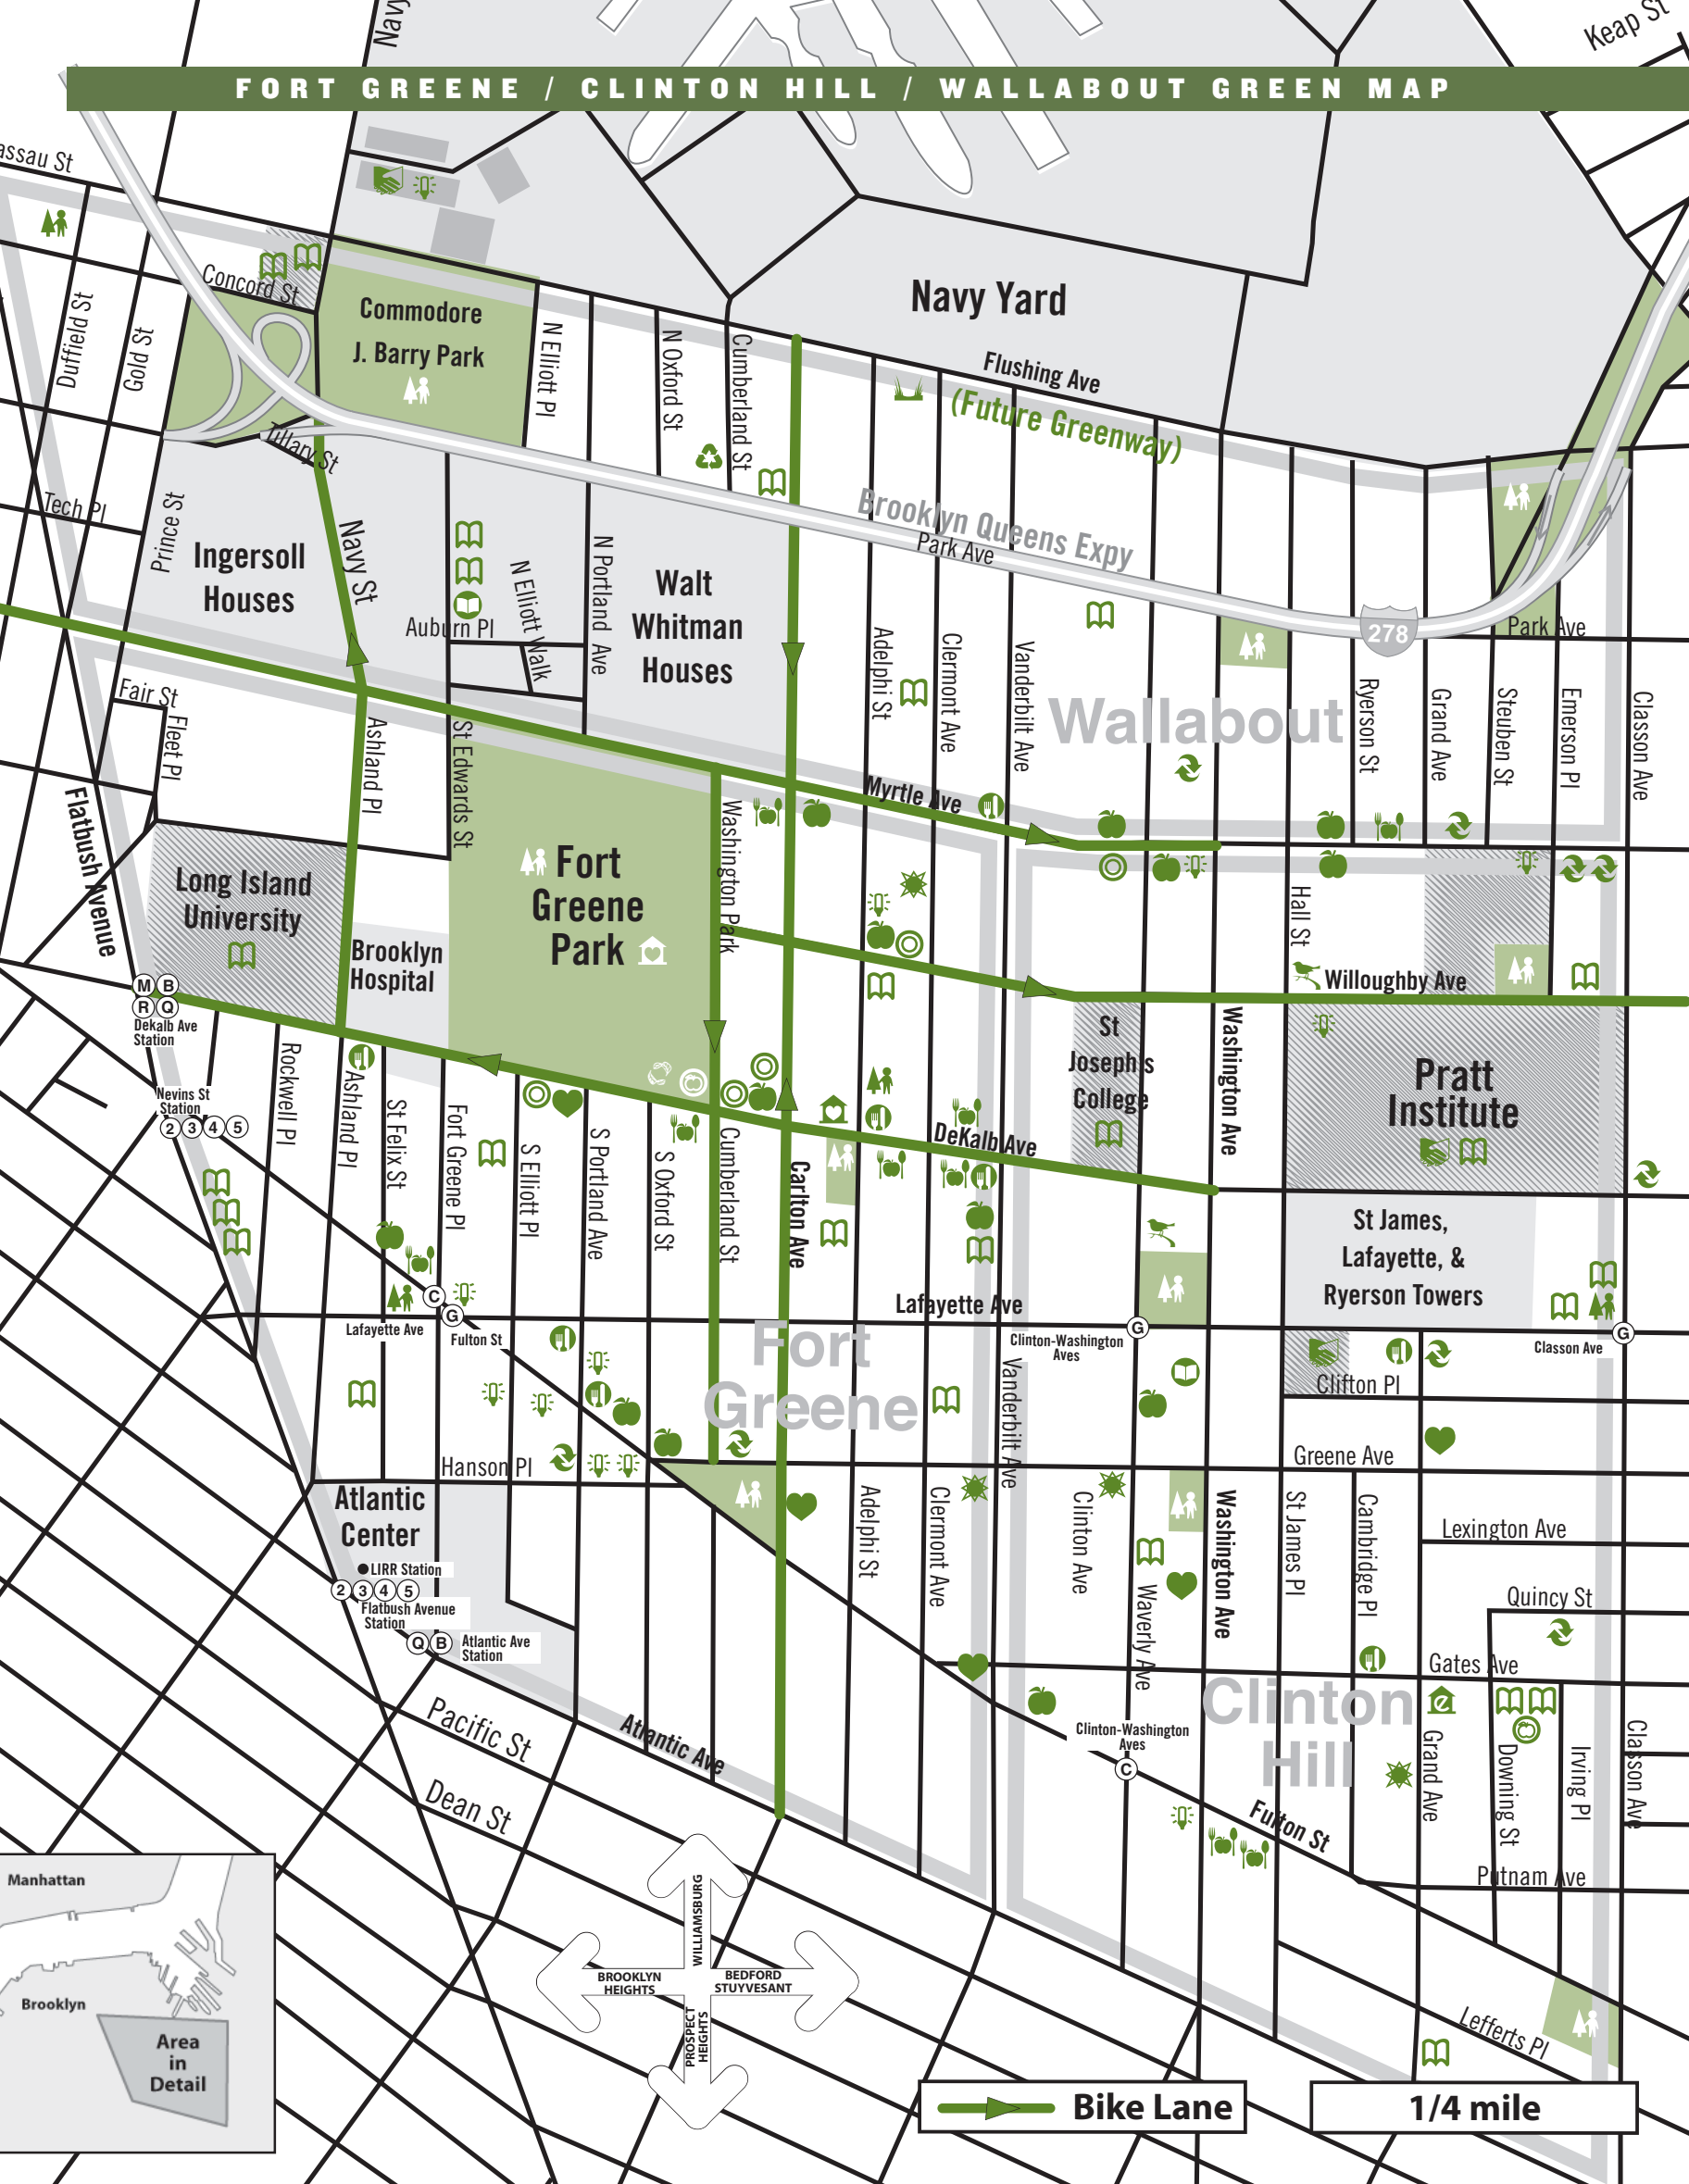 Navy
Keap St
FORT GREENE / CLINTON HILL / WALLABOUT GREEN MAP
assau St
Concord St
Commodore
J. Barry Park
Navy Yard
Duffield St
Gold St
N Elliott Pl
N Oxford St
Cumberland St
Flushing Ave
(Future Greenway)
Tillary St
Tech Pl
Prince St
Navy St
Brooklyn Queens Expy
Park Ave
Ingersoll
Houses
N Elliott Walk
N Portland Ave
Walt
Whitman
Houses
Auburn Pl
278
Park Ave
Adelphi St
Clermont Ave
Vanderbilt Ave
Wallabout
Ryerson St
Grand Ave
Steuben St
Emerson Pl
Classon Ave
Fair St
Fleet Pl
Ashland Pl
St Edwards St
Flatbush Avenue
Myrtle Ave
Washington Park
Long Island
University
Fort
Greene
Park
Brooklyn
Hospital
Hall St
Willoughby Ave
M B
R Q
Dekalb Ave
Station
St
Joseph's
College
Washington Ave
Pratt
Institute
Nevins St
Station
2 3 4 5
Rockwell Pl
Ashland Pl
St Felix St
Fort Greene Pl
S Elliott Pl
S Portland Ave
S Oxford St
Cumberland St
Carlton Ave
DeKalb Ave
St James,
Lafayette, &
Ryerson Towers
C
G
Lafayette Ave
Fulton St
Lafayette Ave
Clinton-Washington
Aves
G
Classon Ave
G
Fort
Greene
Vanderbilt Ave
Clifton Pl
Hanson Pl
Greene Ave
Atlantic
Center
LIRR Station
2 3 4 5
Flatbush Avenue
Station
Q B
Atlantic Ave
Station
Adelphi St
Clermont Ave
Clinton Ave
Waverly Ave
Washington Ave
St James Pl
Cambridge Pl
Lexington Ave
Quincy St
Gates Ave
Pacific St
Atlantic Ave
Dean St
Clinton
Hill
Clinton-Washington
Aves
C
e
Grand Ave
Downing St
Irving Pl
Classon Ave
Fulton St
Putnam Ave
Lefferts Pl
Manhattan
Brooklyn
Area
in
Detail
WILLIAMSBURG
BROOKLYN
HEIGHTS
BEDFORD
STUYVESANT
PROSPECT
HEIGHTS
Bike Lane
1/4 mile